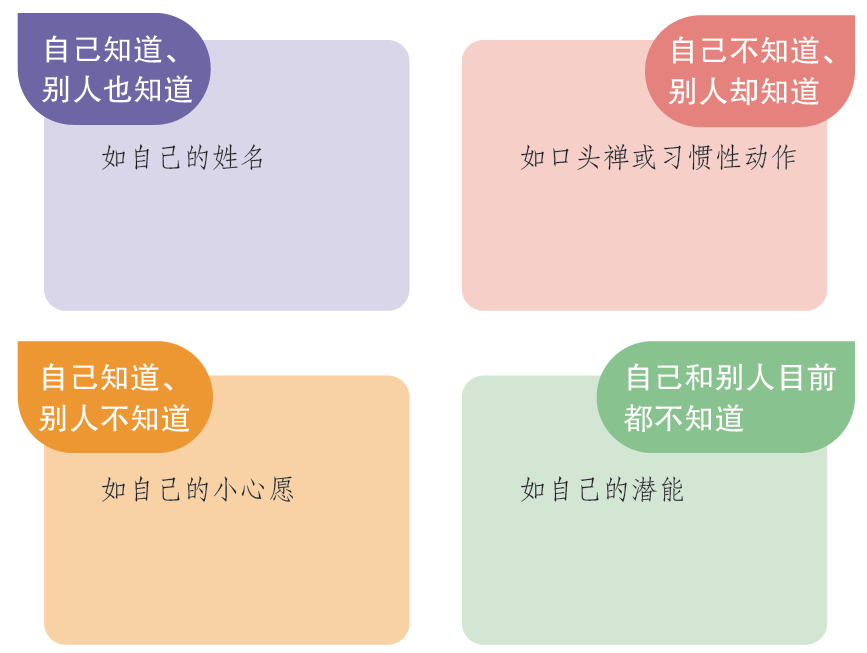 自己知道、
别人也知道
如自己的姓名
自己不知道、
别人却知道
如口头禅或习惯性动作
自己知道、
别人不知道
如自己的小心愿
自己和别人目前
都不知道
如自己的潜能